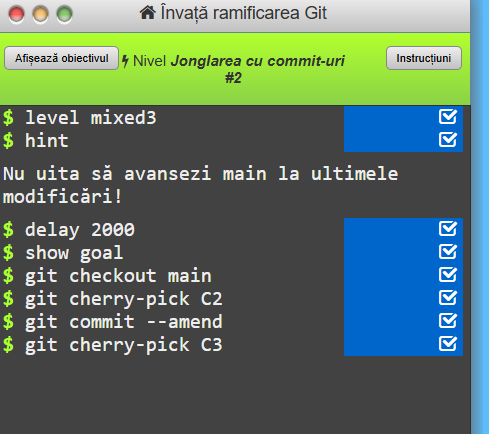 Învață ramificarea Git
Afișează obiectivul
Nivel Jonglarea cu commit-uri
#2
Instrucțiuni
$ level mixed3
$ hint
Nu uita să avansezi main la ultimele
modificări!
$ delay 2000
$ show goal
$ git checkout main
$ git cherry-pick C2
$ git commit --amend
$ git cherry-pick C3